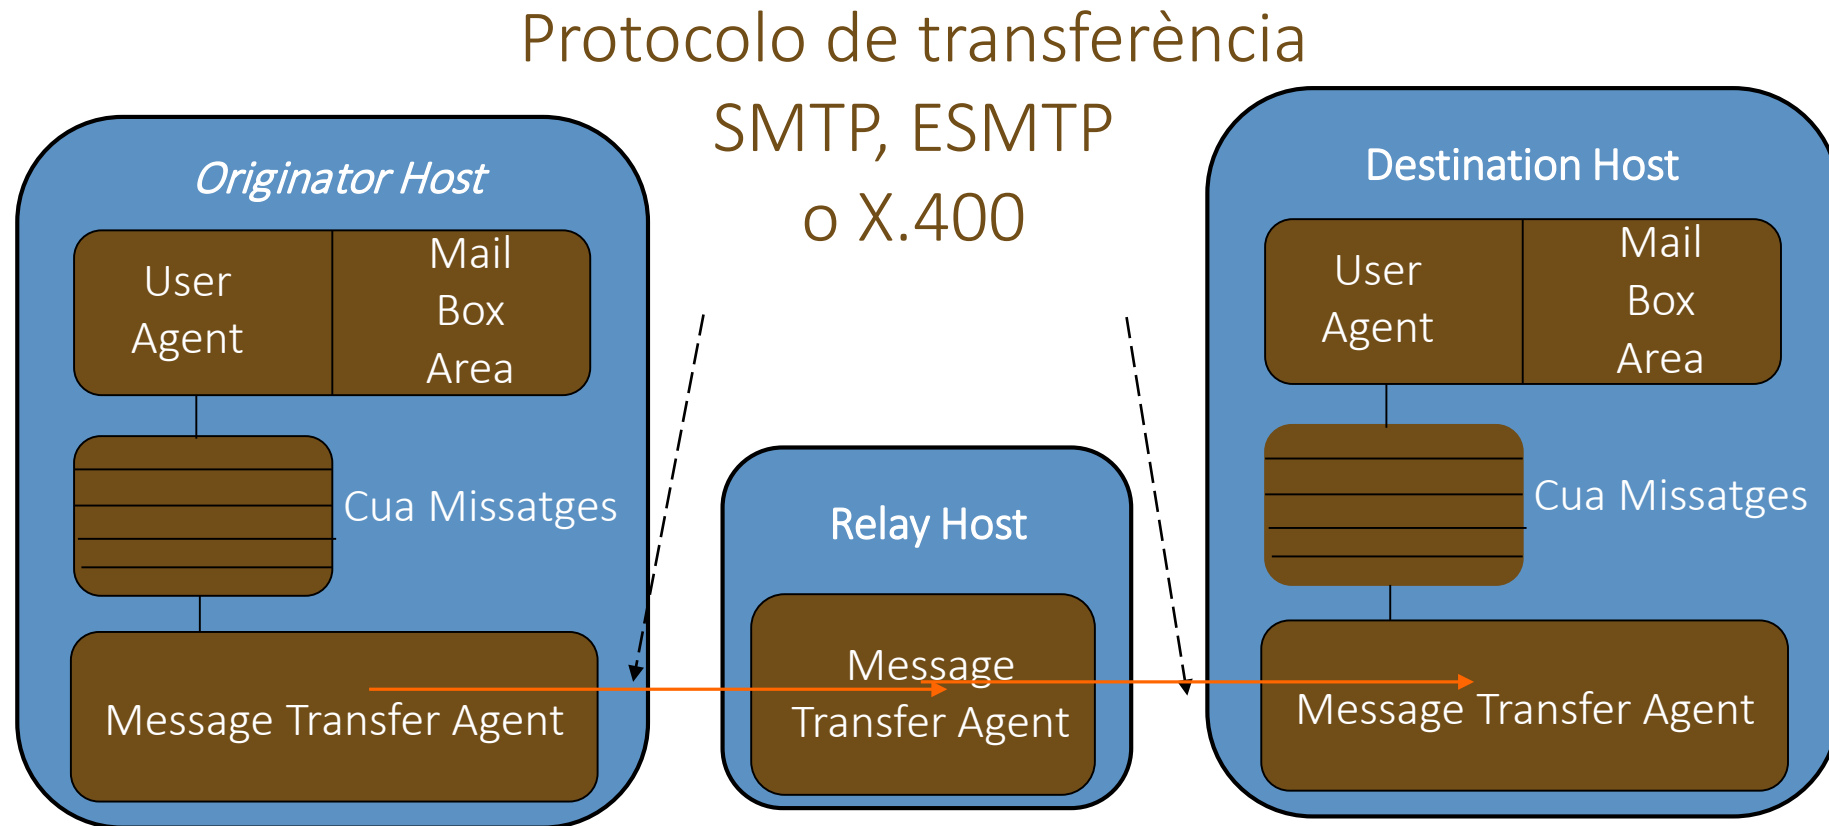 Protocolo de transferència
SMTP, ESMTP
o X.400
Originator Host
User
Agent
Mail
Box
Area
Cua Missatges
Message Transfer Agent
Relay Host
Message
Transfer Agent
Destination Host
User
Agent
Mail
Box
Area
Cua Missatges
Message Transfer Agent